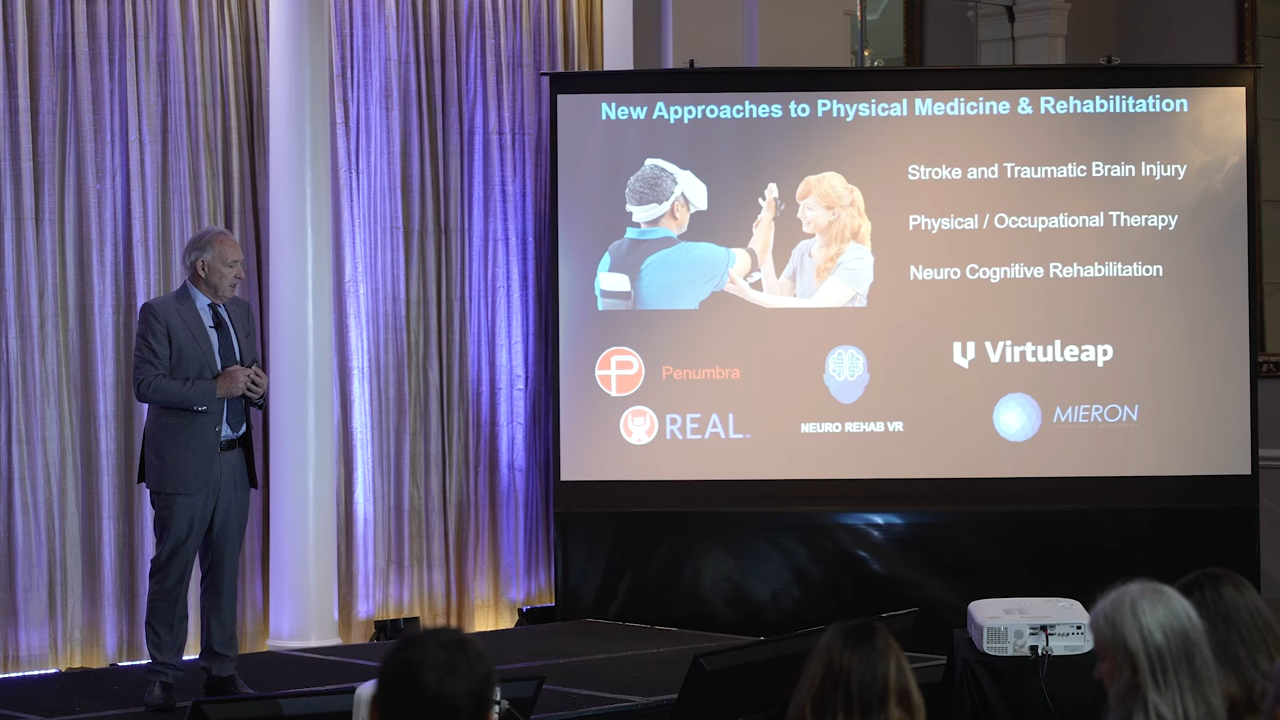 New Approaches to Physical Medicine & Rehabilitation
Stroke and Traumatic Brain Injury
Physical / Occupational Therapy
Neuro Cognitive Rehabilitation
Penumbra
REAL
NEURO REHAB VR
Virtuleap
MIERON